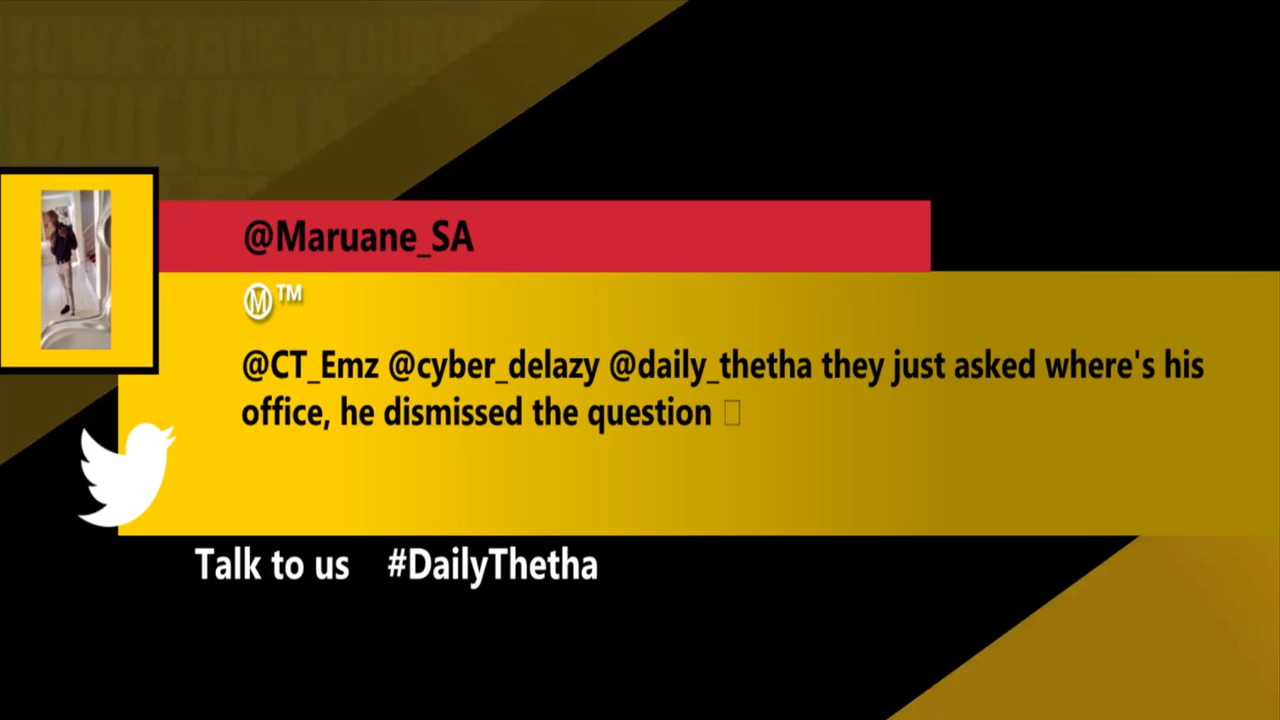 @Maruane_SA
Ⓜ™
@CT_Emz @cyber_delazy @daily_thetha they just asked where's his
office, he dismissed the question
Talk to us #DailyThetha